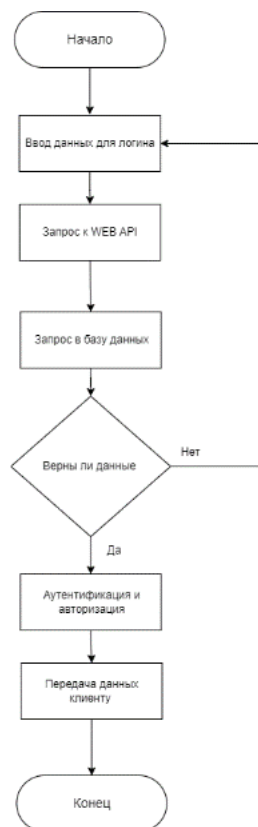 Начало
Ввод данных для логина
Запрос к WEB API
Запрос в базу данных
Верны ли данные
Нет
Да
Аутентификация и
авторизация
Передача данных
клиенту
Конец